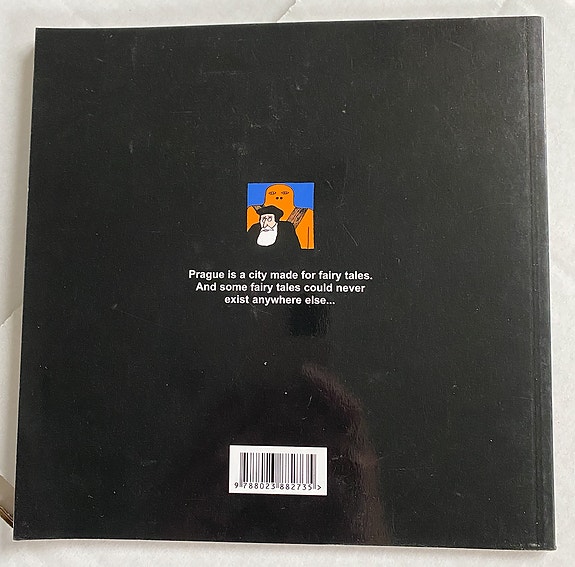 Prague is a city made for fairy tales.
And some fairy tales could never
exist anywhere else...
9 788023 882735 >